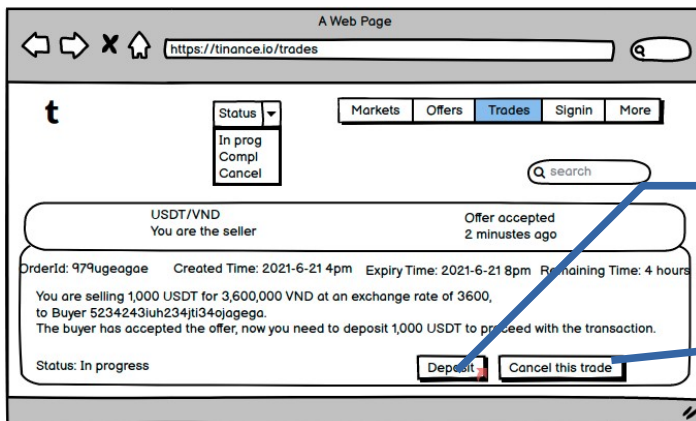 A Web Page
https://tinance.io/trades
t
Status
Markets Offers Trades Signin More
In prog
Compl
Cancel
search
USDT/VND Offer accepted
You are the seller 2 minustes ago
OrderId: 979ugeagae Created Time: 2021-6-21 4pm Expiry Time: 2021-6-21 8pm Remaining Time: 4 hours
You are selling 1,000 USDT for 3,600,000 VND at an exchange rate of 3600,
to Buyer 5234243iuh234jti34ojagega.
The buyer has accepted the offer, now you need to deposit 1,000 USDT to proceed with the transaction.
Status: In progress Deposit Cancel this trade